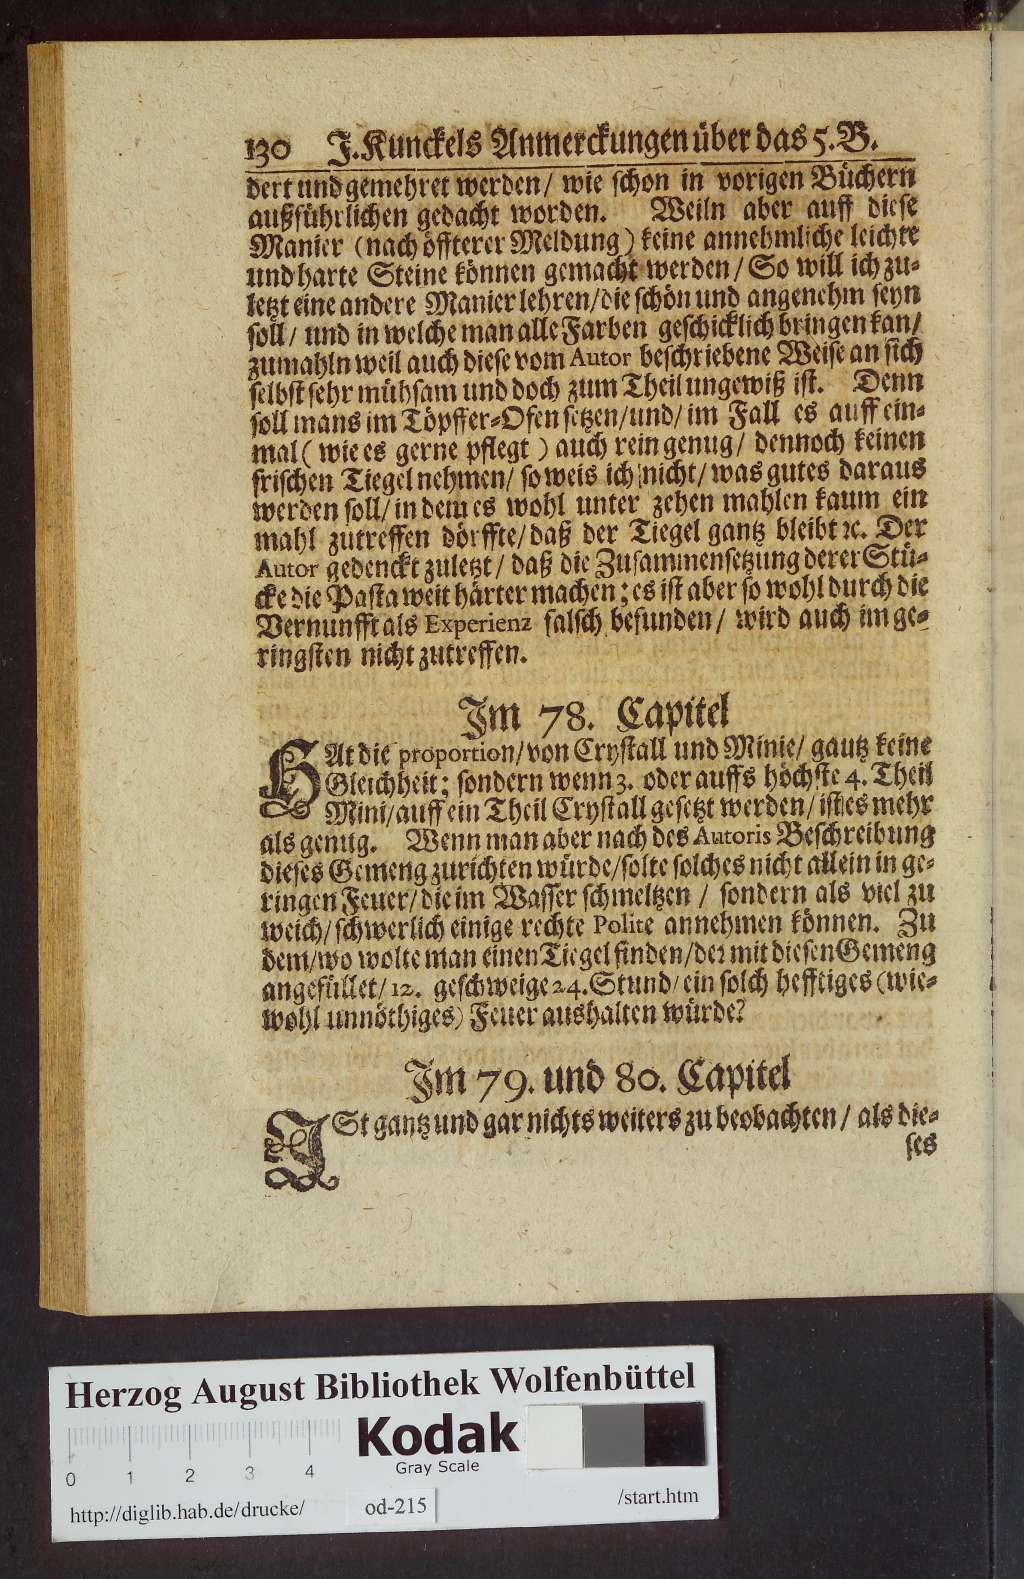 130 J. Kunckels Anmerckungen über das 5. B.
dert und gemehret werden/ wie schon in vorigen Büchern
außführlichen gedacht worden. Weiln aber auff diese
Manier (nach öffterer Meldung) keine annehmliche leichte
und harte Steine können gemacht werden/ So will ich zu-
letzt eine andere Manier lehren/ die schön und angenehm seyn
soll/ und in welche man alle Farben geschicklich bringen kan/
zumahln weil auch diese vom Autor beschriebene Weise an sich
selbst sehr mühsam und doch zum Theil ungewiß ist. Denn
soll mans im Töpffer-Ofen setzen/ und/ im Fall es auff ein-
mal (wie es gerne pflegt) auch rein genug/ dennoch keinen
frischen Tiegel nehmen/ so weis ich nicht/ was gutes daraus
werden soll/ in dem es wohl unter zehen mahlen kaum ein
mahl zutreffen dörffte/ daß der Tiegel gantz bleibt ꝛc. Der
Autor gedenckt zuletzt/ daß die Zusammensetzung derer Stü-
cke die Pasta weit härter machen; es ist aber so wohl durch die
Vernunfft als Experienz falsch befunden/ wird auch im ge-
ringsten nicht zutreffen.
Im 78. Capitel
HAt die proportion/ von Crystall und Minie/ gantz keine
Gleichheit; sondern wenn 3. oder auffs höchste 4. Theil
Mini/ auff ein Theil Crystall gesetzt werden/ ist es mehr
als genug. Wenn man aber nach des Autoris Beschreibung
dieses Gemeng zurichten würde/ solte solches nicht allein in ge-
ringen Feuer/ die im Wasser schmeltzen / sondern als viel zu
weich/ schwerlich einige rechte Polite annehmen können. Zu
dem/ wo wolte man einen Tiegel finden/ der mit diesen Gemeng
angefüllet/ 12. geschweige 24. Stund/ ein solch hefftiges (wie-
wohl unnöthiges) Feuer aushalten würde?
Im 79. und 80. Capitel
ISt gantz und gar nichts weiters zu beobachten/ als die-
ses
Herzog August Bibliothek Wolfenbüttel
Kodak
Gray Scale
0 1 2 3 4
http://diglib.hab.de/drucke/ od-215 /start.htm